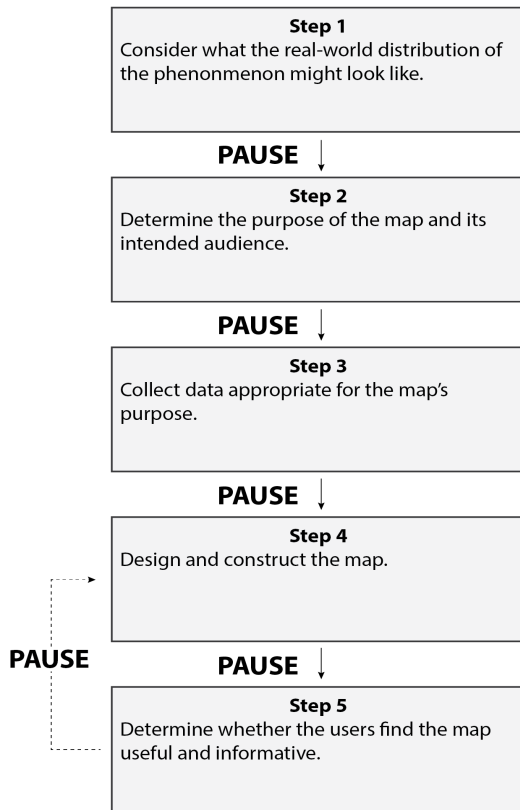 Step 1
Consider what the real-world distribution of
the phenonmenon might look like.
PAUSE
Step 2
Determine the purpose of the map and its
intended audience.
PAUSE
Step 3
Collect data appropriate for the map's
purpose.
PAUSE
Step 4
Design and construct the map.
PAUSE
PAUSE
Step 5
Determine whether the users find the map
useful and informative.